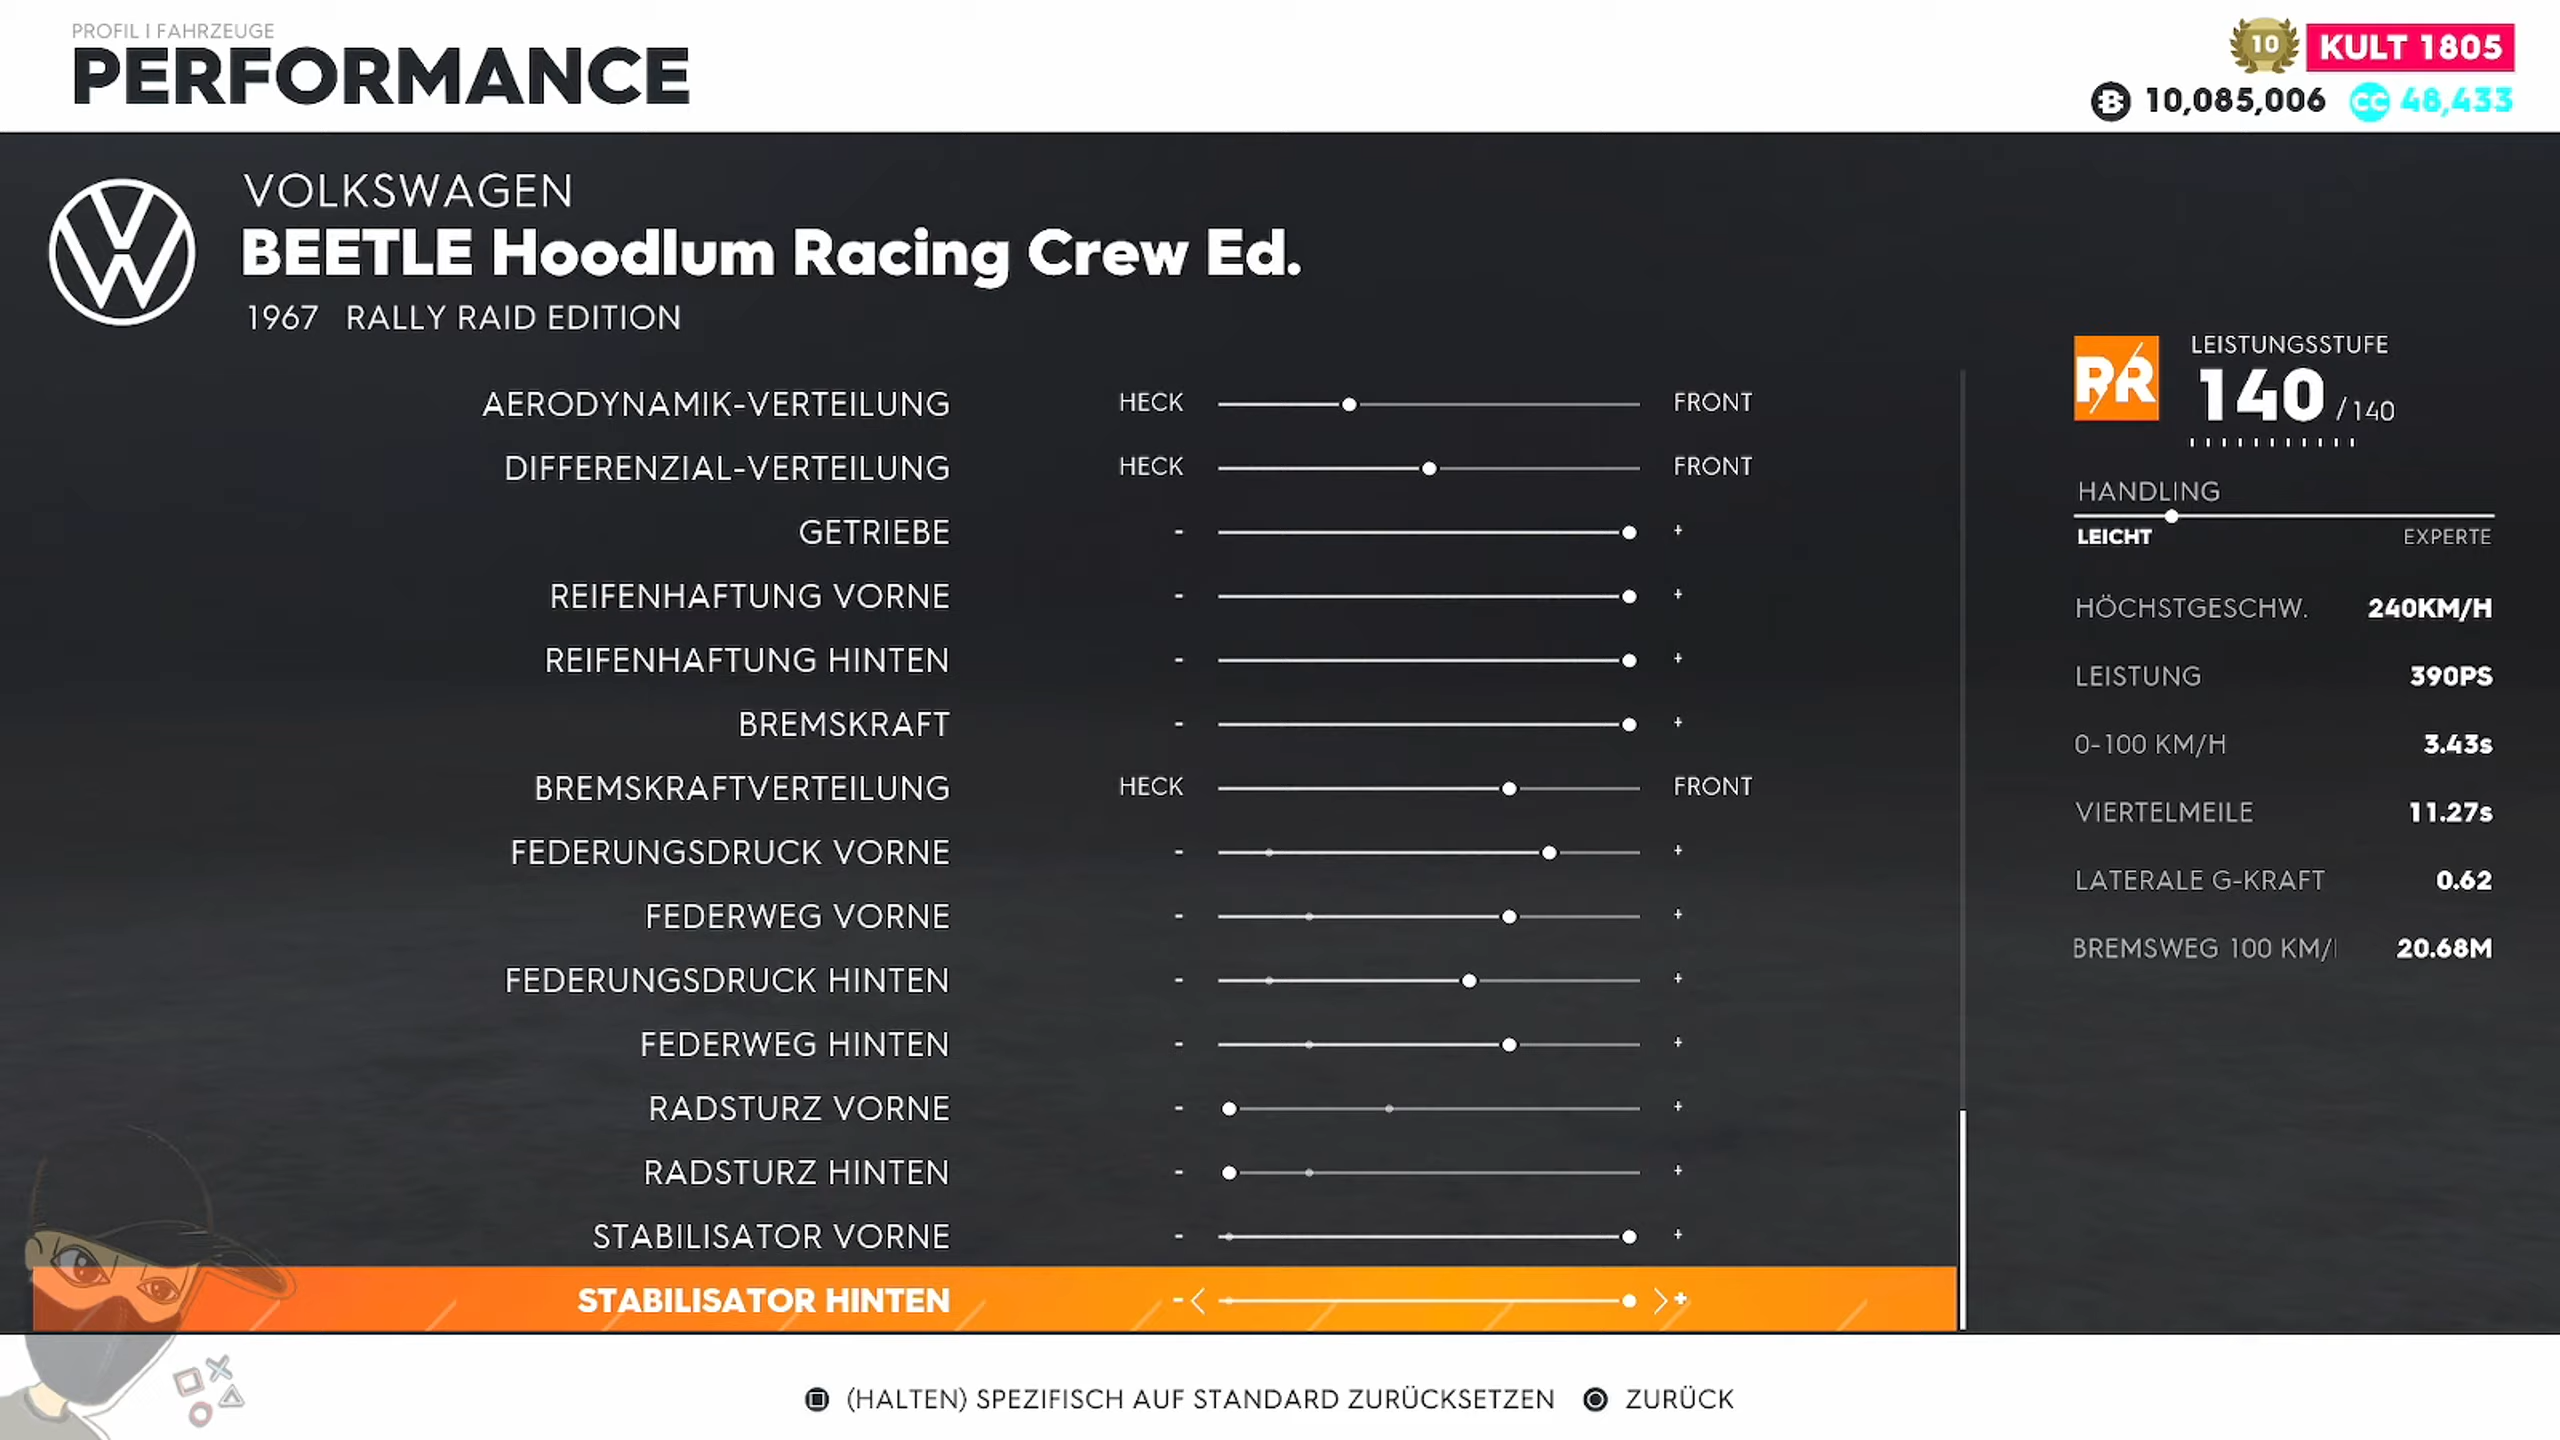 PROFIL I FAHRZEUGE
PERFORMANCE
10
KULT 1805
10,085,006
CC 48,433
VOLKSWAGEN
BEETLE Hoodlum Racing Crew Ed.
1967 RALLY RAID EDITION
AERODYNAMIK-VERTEILUNG HECK FRONT
DIFFERENZIAL-VERTEILUNG HECK FRONT
GETRIEBE - +
REIFENHAFTUNG VORNE - +
REIFENHAFTUNG HINTEN - +
BREMSKRAFT - +
BREMSKRAFTVERTEILUNG HECK FRONT
FEDERUNGSDRUCK VORNE - +
FEDERWEG VORNE - +
FEDERUNGSDRUCK HINTEN - +
FEDERWEG HINTEN - +
RADSTURZ VORNE - +
RADSTURZ HINTEN - +
STABILISATOR VORNE - +
STABILISATOR HINTEN - < > +
RR
LEISTUNGSSTUFE
140 /140
HANDLING
LEICHT EXPERTE
HÖCHSTGESCHW. 240KM/H
LEISTUNG 390PS
0-100 KM/H 3.43s
VIERTELMEILE 11.27s
LATERALE G-KRAFT 0.62
BREMSWEG 100 KM/ 20.68M
(HALTEN) SPEZIFISCH AUF STANDARD ZURÜCKSETZEN ZURÜCK